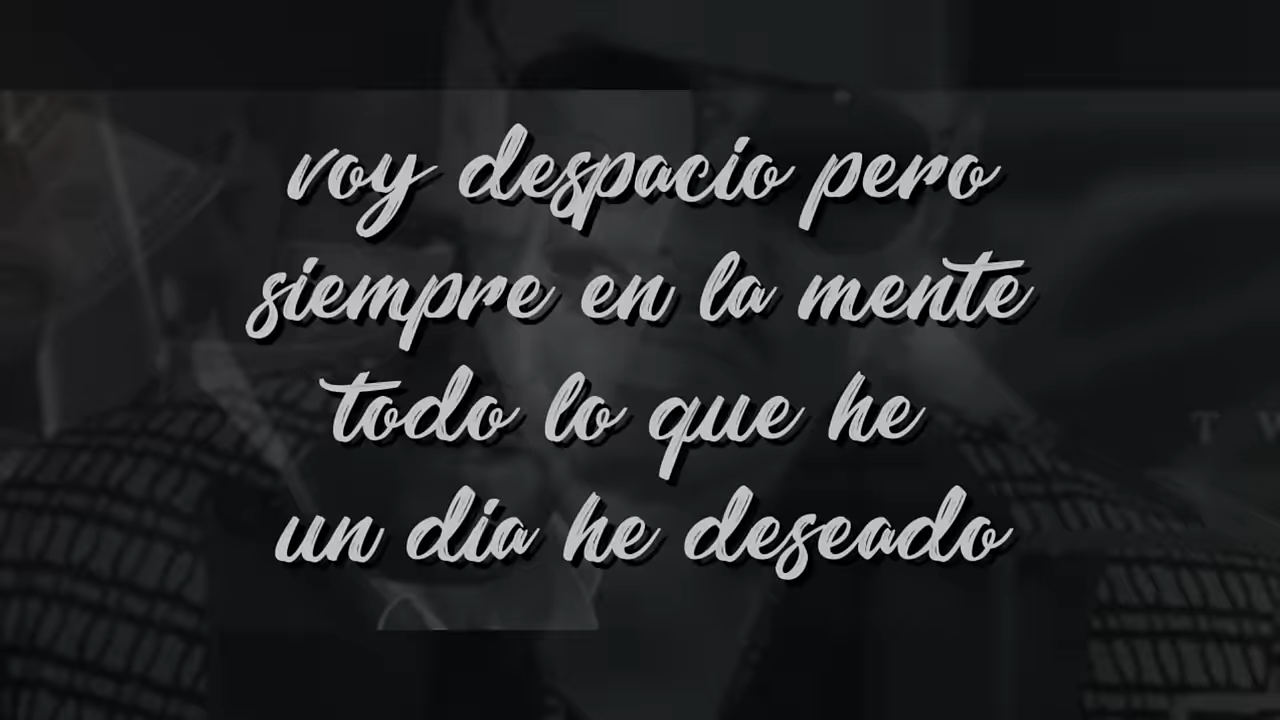 voy despacio pero
siempre en la mente
todo lo que he
un dia he deseado
T W